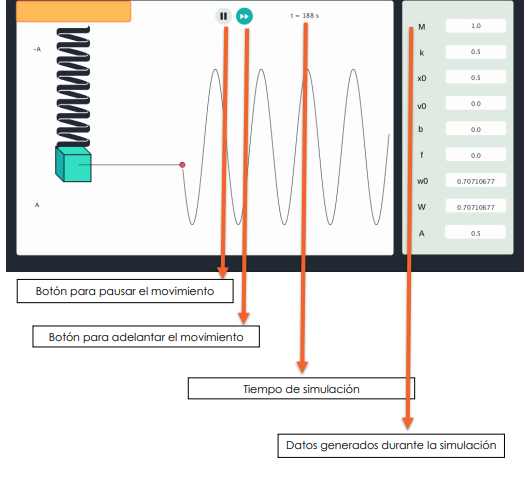 t = 188 s
-A
A
M 1.0
k 0.5
x0 0.5
v0 0.0
b 0.0
f 0.0
w0 0.70710677
W 0.70710677
A 0.5
Botón para pausar el movimiento
Botón para adelantar el movimiento
Tiempo de simulación
Datos generados durante la simulación